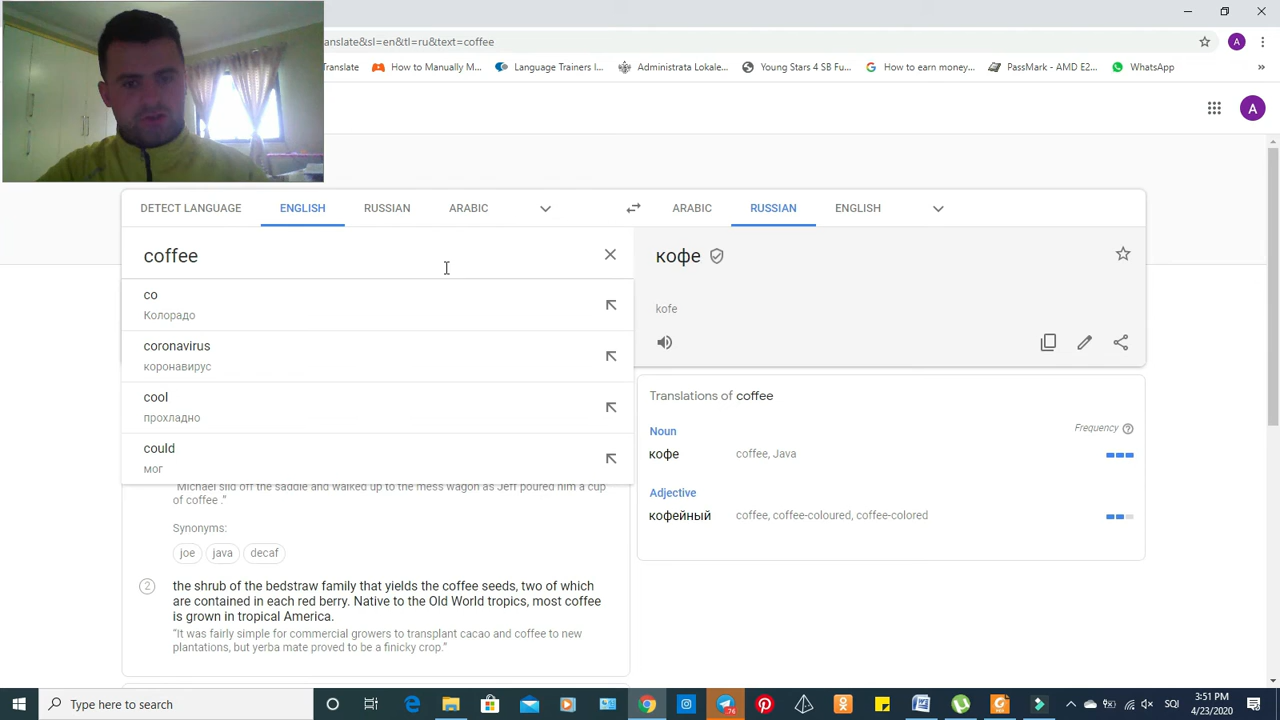 anslate&sl=en&tl=ru&text=coffee
A
Translate
How to Manually M...
Language Trainers I...
Administrata Lokale...
Young Stars 4 SB Fu...
How to earn money...
PassMark - AMD E2...
WhatsApp
»
A
DETECT LANGUAGE
ENGLISH
RUSSIAN
ARABIC
ARABIC
RUSSIAN
ENGLISH
coffee
кофе
kofe
co
Колорадо
coronavirus
коронавирус
cool
прохладно
could
мог
"Michael slid off the saddle and walked up to the mess wagon as Jeff poured him a cup
of coffee ."
Synonyms:
joe
java
decaf
2
the shrub of the bedstraw family that yields the coffee seeds, two of which
are contained in each red berry. Native to the Old World tropics, most coffee
is grown in tropical America.
"It was fairly simple for commercial growers to transplant cacao and coffee to new
plantations, but yerba mate proved to be a finicky crop."
Translations of coffee
Noun
Frequency
кофе
coffee, Java
Adjective
кофейный
coffee, coffee-coloured, coffee-colored
Type here to search
76
SQI
3:51 PM
4/23/2020